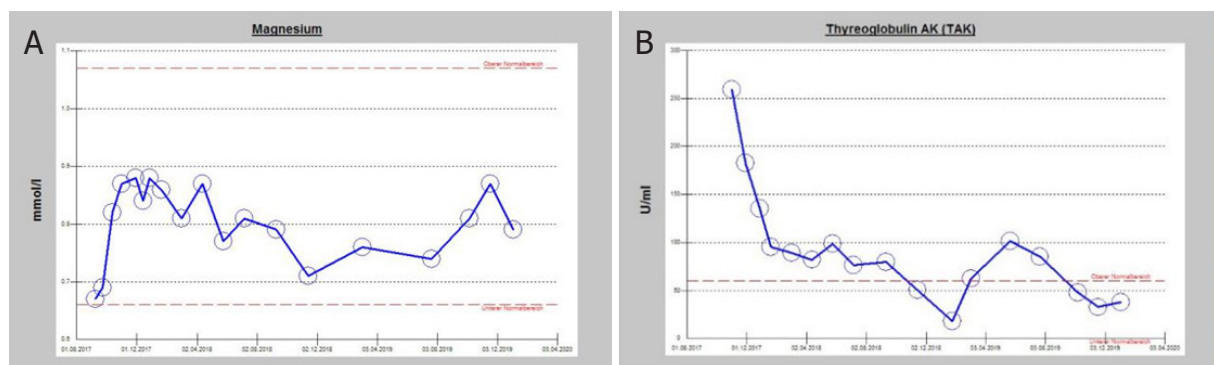 A
Magnesium
1.1
Oberer Normalbereich
1.0
0.9
mmol/l
0.8
0.7
Unterer Normalbereich
0.6
01.08.2017 01.12.2017 02.04.2018 02.08.2018 02.12.2018 03.04.2019 03.08.2019 03.12.2019 03.04.2020
B
Thyreoglobulin AK (TAK)
300
250
200
U/ml
150
100
Oberer Normalbereich
50
0
Unterer Normalbereich
01.08.2017 01.12.2017 02.04.2018 02.08.2018 02.12.2018 03.04.2019 03.08.2019 03.12.2019 03.04.2020